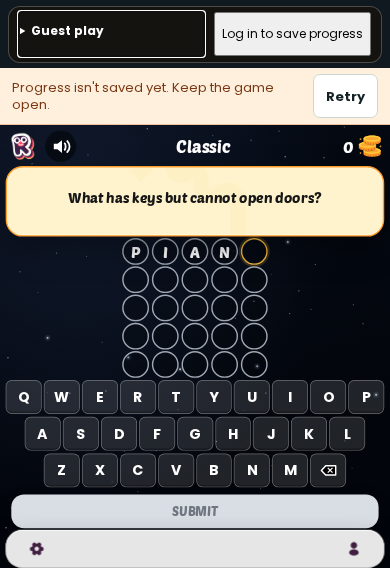 Guest play
Log in to save progress
Progress isn't saved yet. Keep the game
open.
Retry
Classic
0
What has keys but cannot open doors?
P I A N
Q W E R T Y U I O P
A S D F G H J K L
Z X C V B N M
SUBMIT